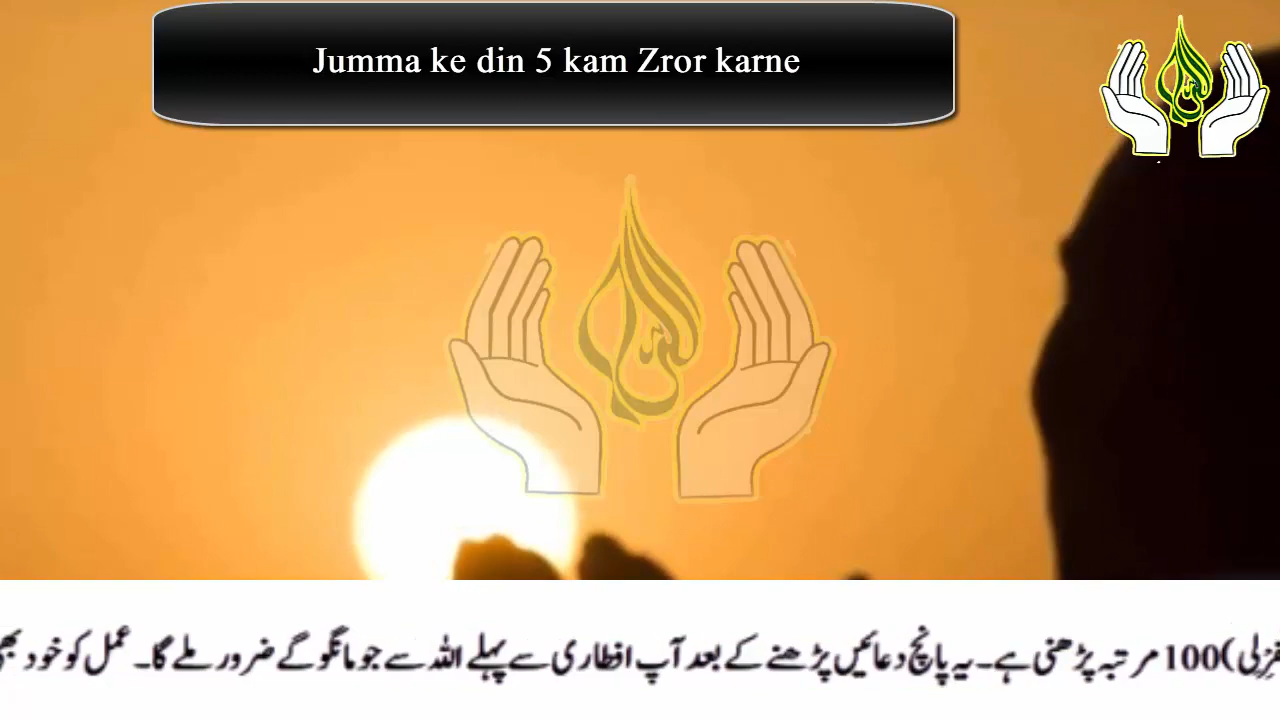 Jumma ke din 5 kam Zror karne
فِرلِی)100 مرتبہ پڑھنی ہے۔ یہ پانچ دعائیں پڑھنے کے بعد آپ افطاری سے پہلے اللہ سے جو مانگو گے ضرور ملے گا۔ عمل کو خود بھی